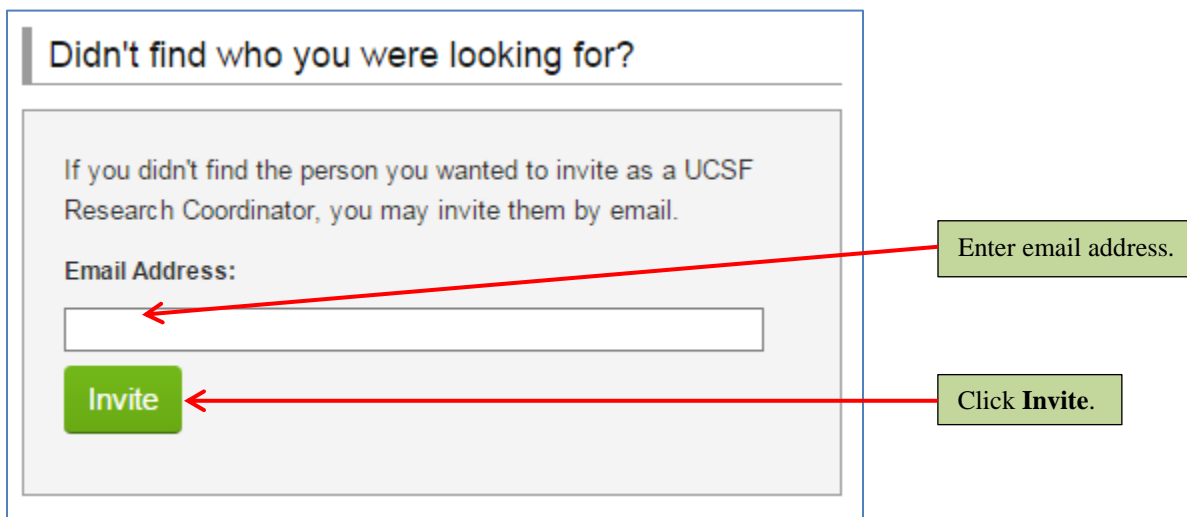 Didn't find who you were looking for?
If you didn't find the person you wanted to invite as a UCSF
Research Coordinator, you may invite them by email.
Enter email address.
Email Address:
Invite
Click Invite.